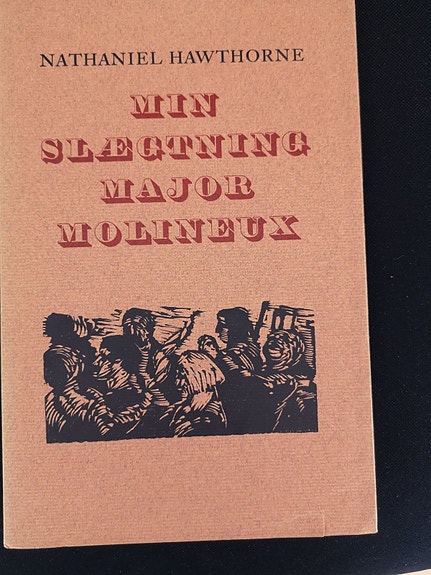 NATHANIEL HAWTHORNE
MIN
SLÆGTNING
MAJOR
MOLINEUX